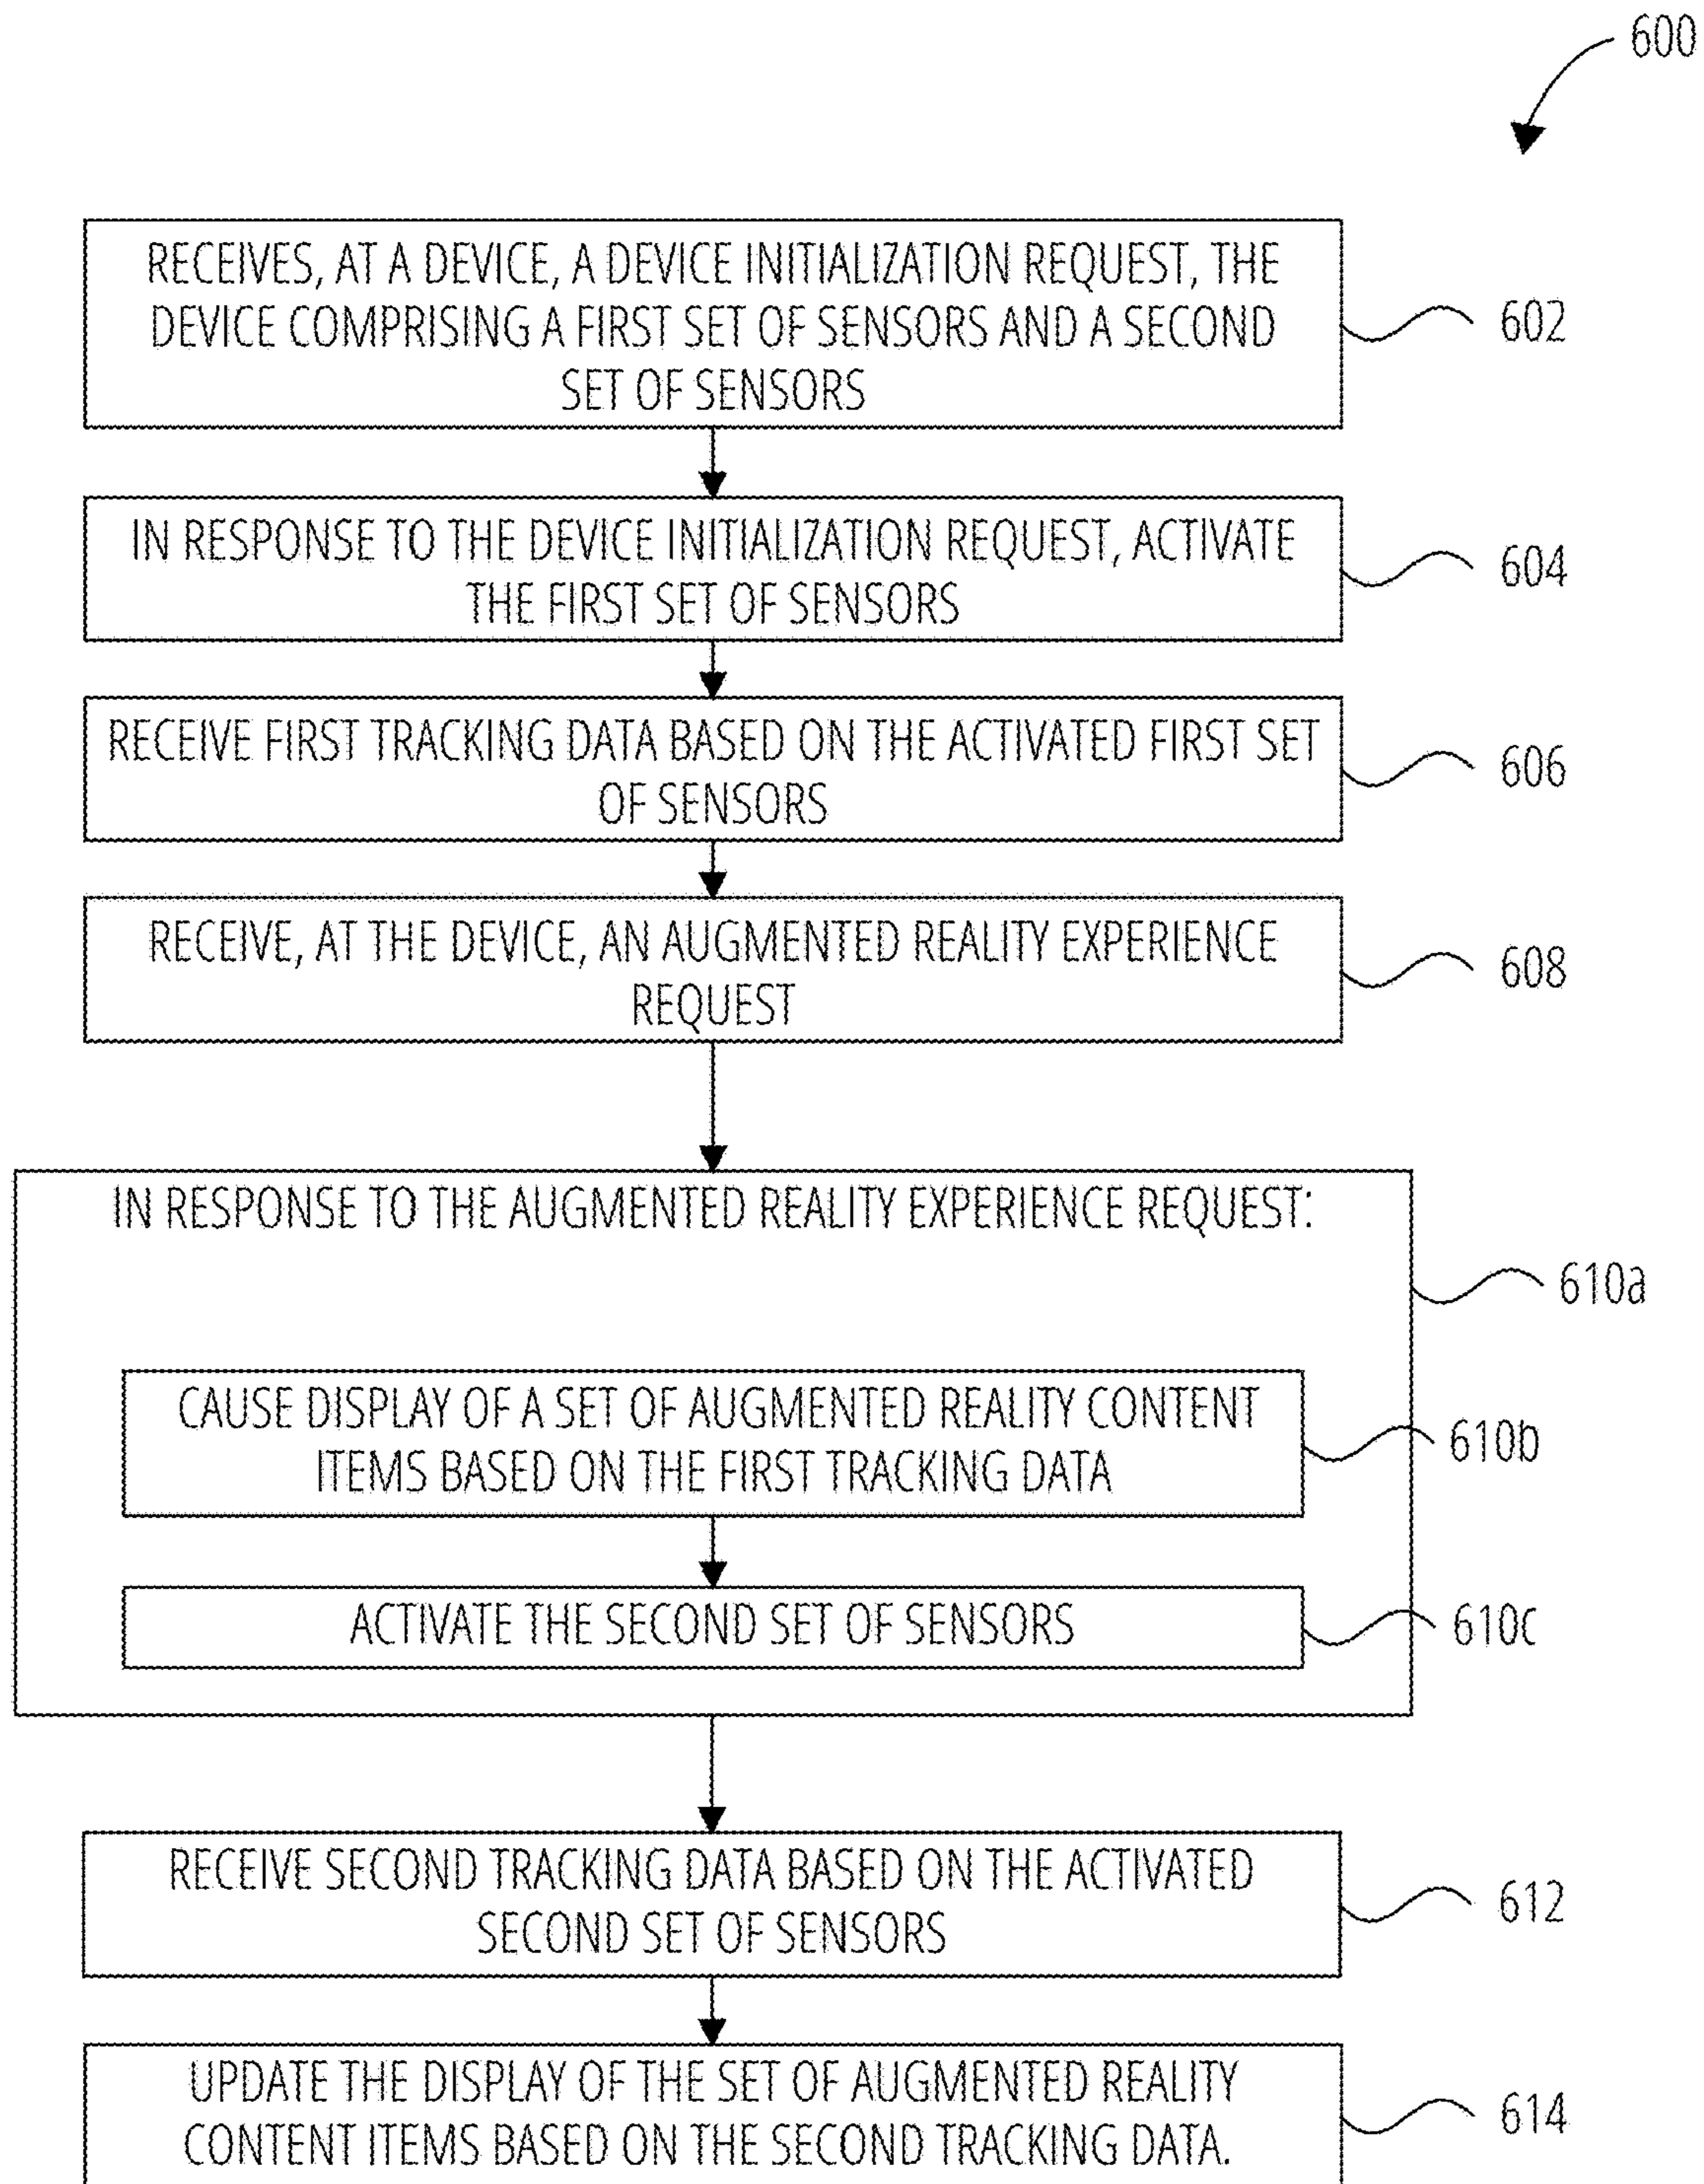 600
RECEIVES, AT A DEVICE, A DEVICE INITIALIZATION REQUEST, THE
DEVICE COMPRISING A FIRST SET OF SENSORS AND A SECOND
SET OF SENSORS
602
IN RESPONSE TO THE DEVICE INITIALIZATION REQUEST, ACTIVATE
THE FIRST SET OF SENSORS
604
RECEIVE FIRST TRACKING DATA BASED ON THE ACTIVATED FIRST SET
OF SENSORS
606
RECEIVE, AT THE DEVICE, AN AUGMENTED REALITY EXPERIENCE
REQUEST
608
IN RESPONSE TO THE AUGMENTED REALITY EXPERIENCE REQUEST:
610a
CAUSE DISPLAY OF A SET OF AUGMENTED REALITY CONTENT
ITEMS BASED ON THE FIRST TRACKING DATA
610b
ACTIVATE THE SECOND SET OF SENSORS
610c
RECEIVE SECOND TRACKING DATA BASED ON THE ACTIVATED
SECOND SET OF SENSORS
612
UPDATE THE DISPLAY OF THE SET OF AUGMENTED REALITY
CONTENT ITEMS BASED ON THE SECOND TRACKING DATA.
614